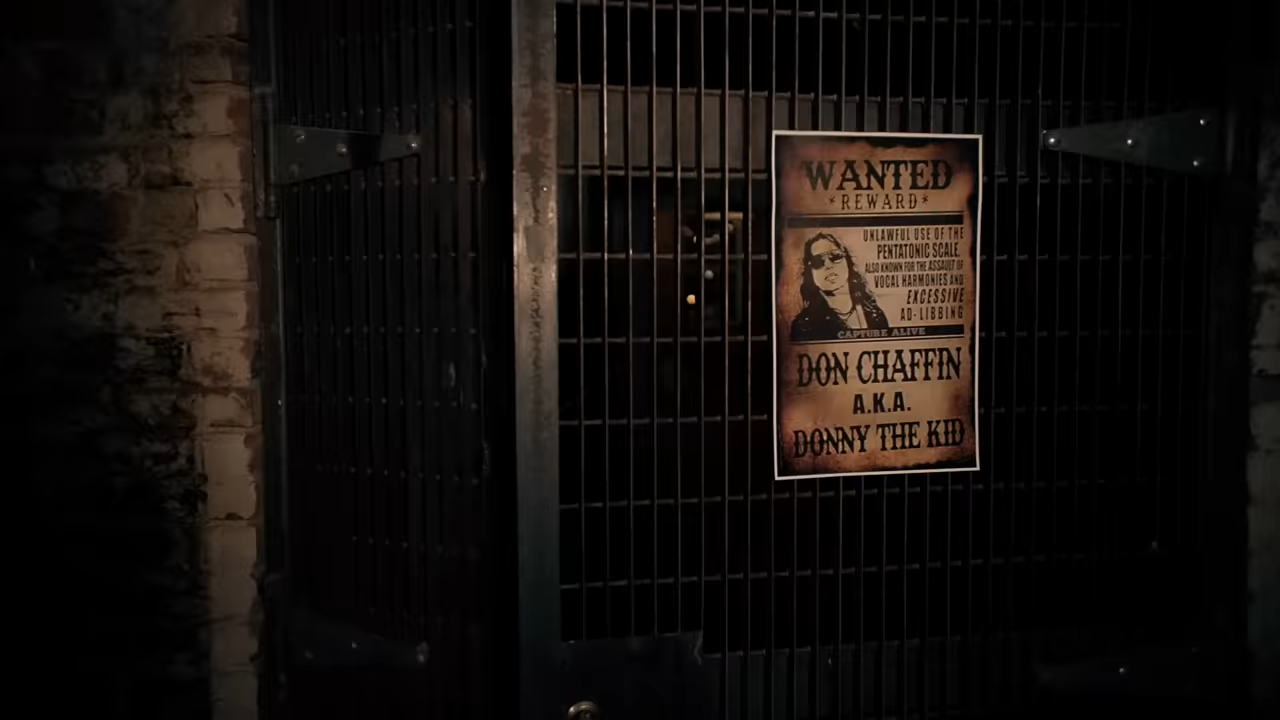 WANTED
*REWARD*
UNLAWFUL USE OF THE
PENTATONIC SCALE.
ALSO KNOWN FOR THE ASSAULT OF
VOCAL HARMONIES AND
EXCESSIVE
AD-LIBBING
CAPTURE ALIVE
DON CHAFFIN
A.K.A.
DONNY THE KID